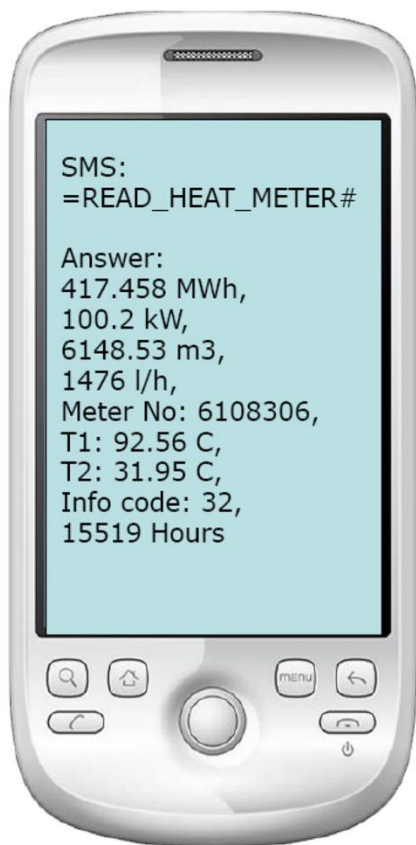 SMS:
=READ_HEAT_METER#
Answer:
417.458 MWh,
100.2 kW,
6148.53 m3,
1476 l/h,
Meter No: 6108306,
T1: 92.56 C,
T2: 31.95 C,
Info code: 32,
15519 Hours
menu